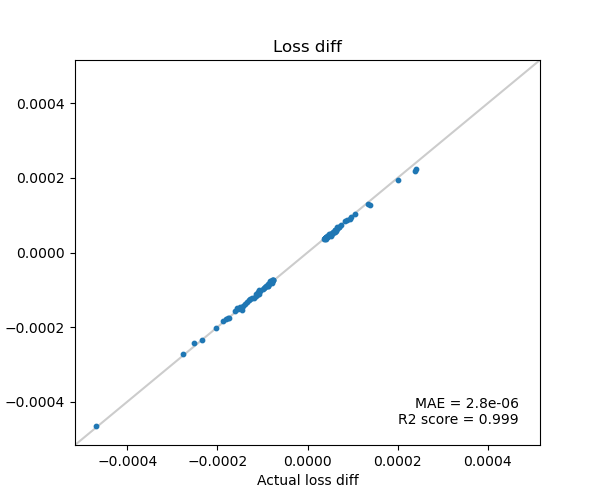 Loss diff
0.0004
0.0002
0.0000
−0.0002
−0.0004
MAE = 2.8e-06
R2 score = 0.999
−0.0004 −0.0002 0.0000 0.0002 0.0004
Actual loss diff